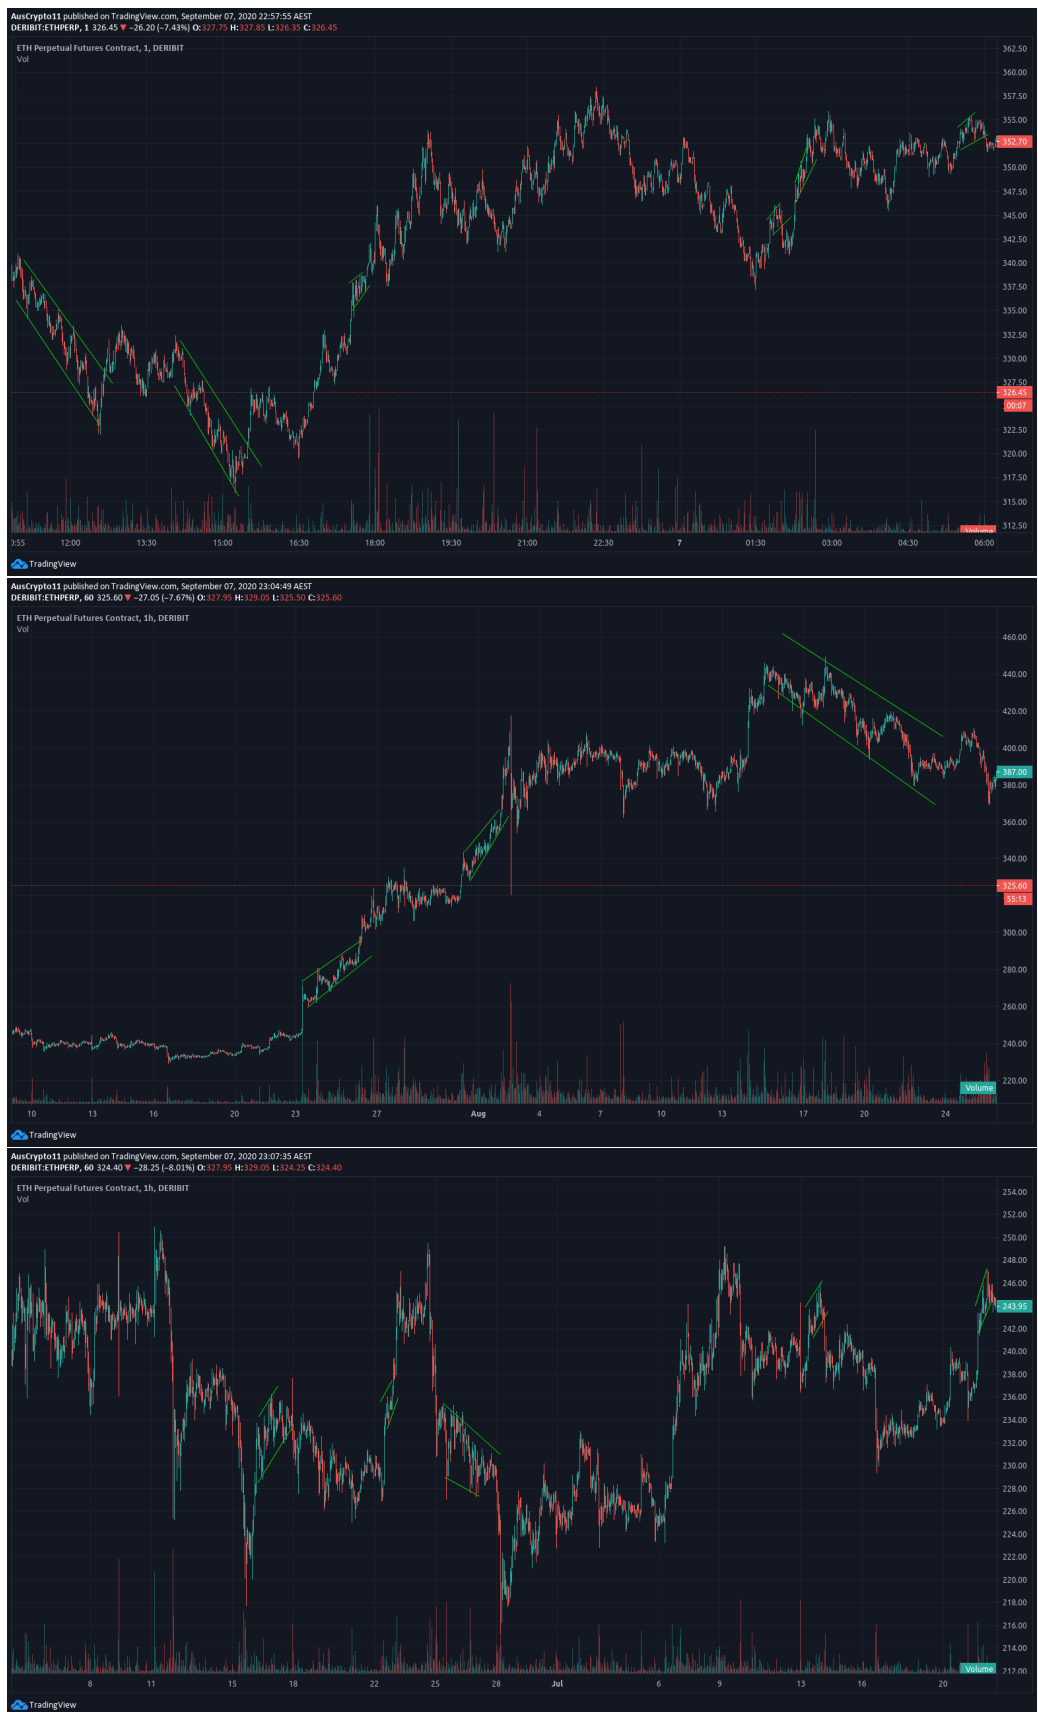 AusCrypto11 published on TradingView.com, September 07, 2020 22:57:55 AEST
DERIBIT:ETHPERP, 1 326.45 ▼ −26.20 (−7.43%) O:327.75 H:327.85 L:326.35 C:326.45
ETH Perpetual Futures Contract, 1, DERIBIT
Vol
362.50
360.00
357.50
355.00
352.70
350.00
347.50
345.00
342.50
340.00
337.50
335.00
332.50
330.00
327.50
326.45
00:07
322.50
320.00
317.50
315.00
312.50
Volume
0:55 12:00 13:30 15:00 16:30 18:00 19:30 21:00 22:30 7 01:30 03:00 04:30 06:00
TradingView
AusCrypto11 published on TradingView.com, September 07, 2020 23:04:49 AEST
DERIBIT:ETHPERP, 60 325.60 ▼ −27.05 (−7.67%) O:327.95 H:329.05 L:325.50 C:325.60
ETH Perpetual Futures Contract, 1h, DERIBIT
Vol
460.00
440.00
420.00
400.00
387.00
380.00
360.00
340.00
325.60
55:13
300.00
280.00
260.00
240.00
220.00
Volume
10 13 16 20 23 27 Aug 4 7 10 13 17 20 24
TradingView
AusCrypto11 published on TradingView.com, September 07, 2020 23:07:35 AEST
DERIBIT:ETHPERP, 60 324.40 ▼ −28.25 (−8.01%) O:327.95 H:329.05 L:324.25 C:324.40
ETH Perpetual Futures Contract, 1h, DERIBIT
Vol
254.00
252.00
250.00
248.00
246.00
243.95
242.00
240.00
238.00
236.00
234.00
232.00
230.00
228.00
226.00
224.00
222.00
220.00
218.00
216.00
214.00
212.00
Volume
8 11 15 18 22 25 28 Jul 6 9 13 16 20
TradingView